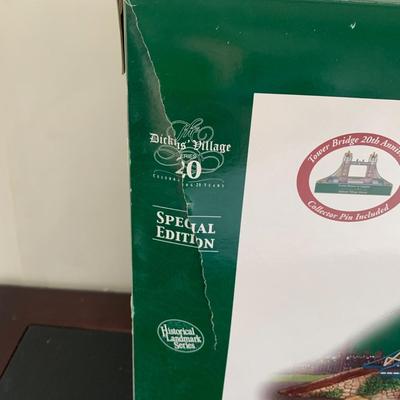 The
Dickens' Village
SERIES
20
CELEBRATING 20 YEARS
SPECIAL
EDITION
Historical
Landmark
Series
Tower Bridge 20th Anni
Collector Pin Included